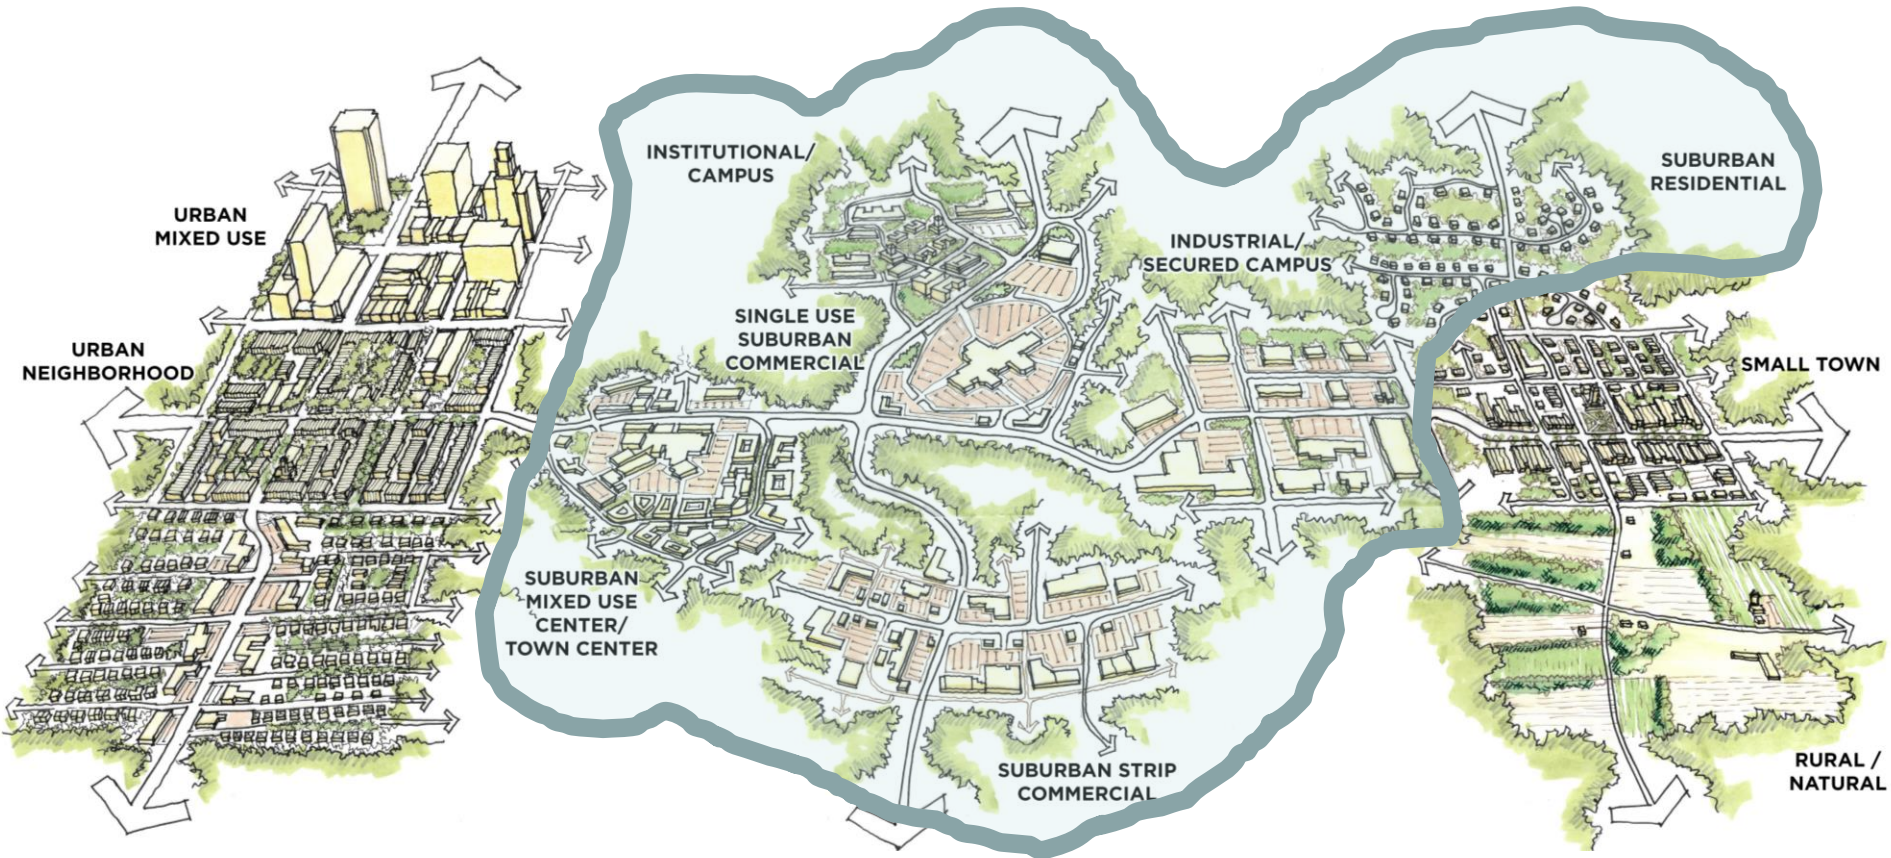 URBAN
MIXED USE
URBAN
NEIGHBORHOOD
INSTITUTIONAL/
CAMPUS
SINGLE USE
SUBURBAN
COMMERCIAL
SUBURBAN
MIXED USE
CENTER/
TOWN CENTER
SUBURBAN STRIP
COMMERCIAL
INDUSTRIAL/
SECURED CAMPUS
SUBURBAN
RESIDENTIAL
SMALL TOWN
RURAL /
NATURAL